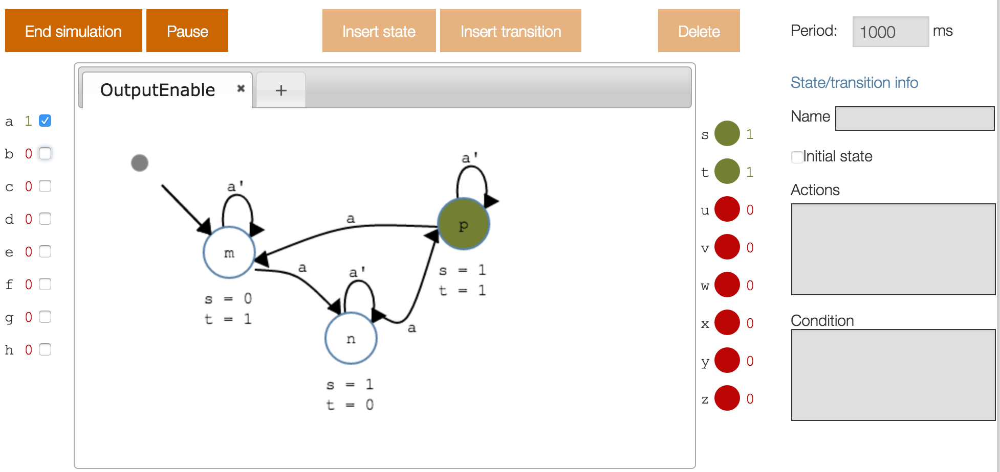 End simulation
Pause
Insert state
Insert transition
Delete
Period: 1000 ms
OutputEnable ✖
+
State/transition info
Name
Initial state
Actions
Condition
a 1
b 0
c 0
d 0
e 0
f 0
g 0
h 0
a'
m
s = 0
t = 1
a
a
a'
n
s = 1
t = 0
a
a'
p
s = 1
t = 1
s 1
t 1
u 0
v 0
w 0
x 0
y 0
z 0